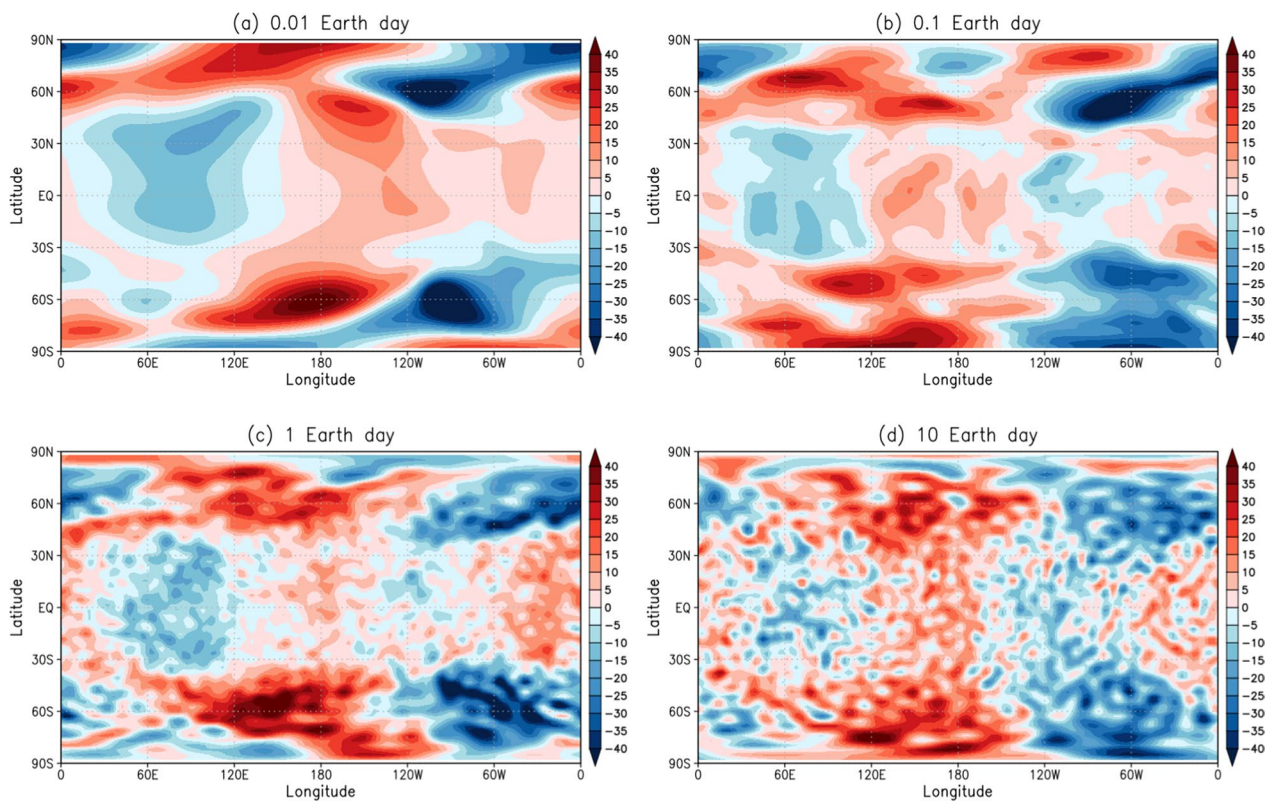 (a) 0.01 Earth day
90N
60N
30N
EQ
30S
60S
90S
Latitude
0
60E
120E
180
120W
60W
0
Longitude
40
35
30
25
20
15
10
5
0
−5
−10
−15
−20
−25
−30
−35
−40
(b) 0.1 Earth day
90N
60N
30N
EQ
30S
60S
90S
Latitude
0
60E
120E
180
120W
60W
0
Longitude
40
35
30
25
20
15
10
5
0
−5
−10
−15
−20
−25
−30
−35
−40
(c) 1 Earth day
90N
60N
30N
EQ
30S
60S
90S
Latitude
0
60E
120E
180
120W
60W
0
Longitude
40
35
30
25
20
15
10
5
0
−5
−10
−15
−20
−25
−30
−35
−40
(d) 10 Earth day
90N
60N
30N
EQ
30S
60S
90S
Latitude
0
60E
120E
180
120W
60W
0
Longitude
40
35
30
25
20
15
10
5
0
−5
−10
−15
−20
−25
−30
−35
−40